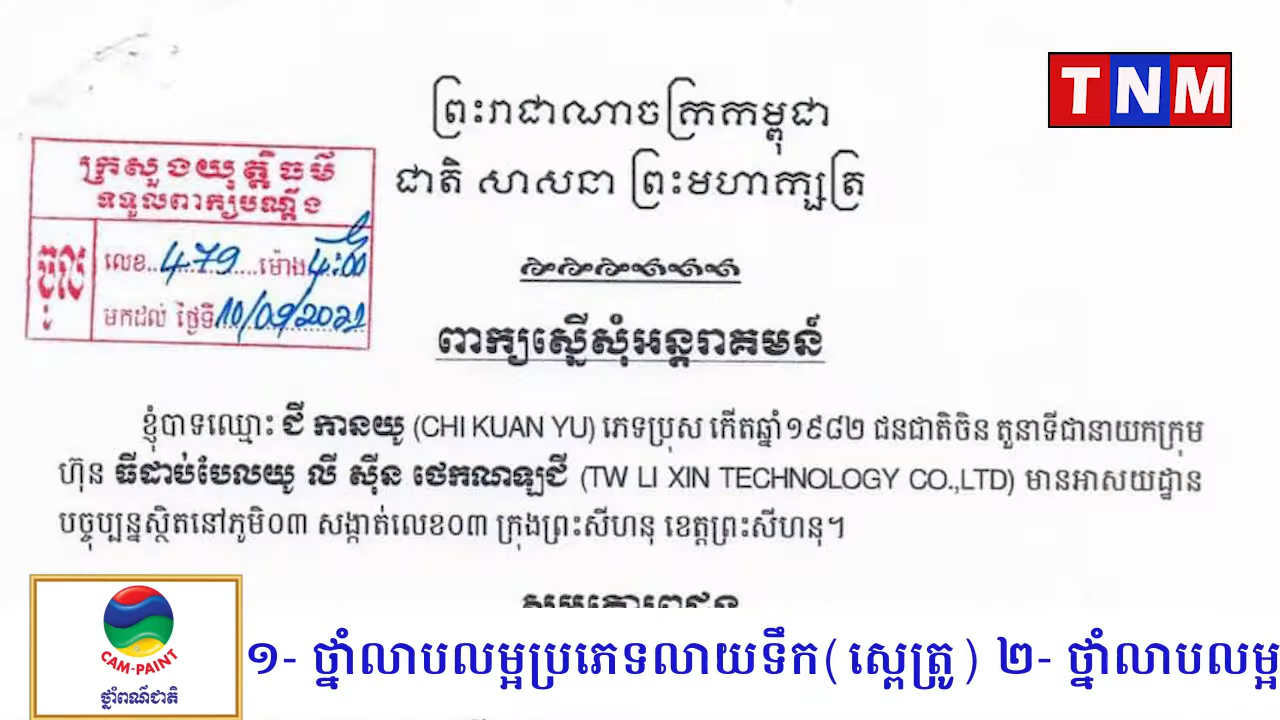 TNM
ព្រះរាជាណាចក្រកម្ពុជា
ជាតិ សាសនា ព្រះមហាក្សត្រ
ក្រសួងយុត្តិធម៌
ទទួលពាក្យបណ្តឹង
ចូល
លេខ..479....ម៉ោង4:00
មកដល់ ថ្ងៃទី10/09/2021
ពាក្យស្នើសុំអន្តរាគមន៍
ខ្ញុំបាទឈ្មោះ ជី កានយូ (CHI KUAN YU) ភេទប្រុស កើតឆ្នាំ១៩៨២ ជនជាតិចិន តួនាទីជានាយកក្រុម
ហ៊ុន ធីដាប់បែលយូ លី ស៊ីន ថេកណឡូជី (TW LI XIN TECHNOLOGY CO.,LTD) មានអាសយដ្ឋាន
បច្ចុប្បន្នស្ថិតនៅភូមិ០៣ សង្កាត់លេខ០៣ ក្រុងព្រះសីហនុ ខេត្តព្រះសីហនុ។
CAM-PAINT
ថ្នាំពណ៌ជាតិ
១- ថ្នាំលាបលម្អប្រភេទលាយទឹក( ស្ពេត្រូ ) ២- ថ្នាំលាបលម្អ